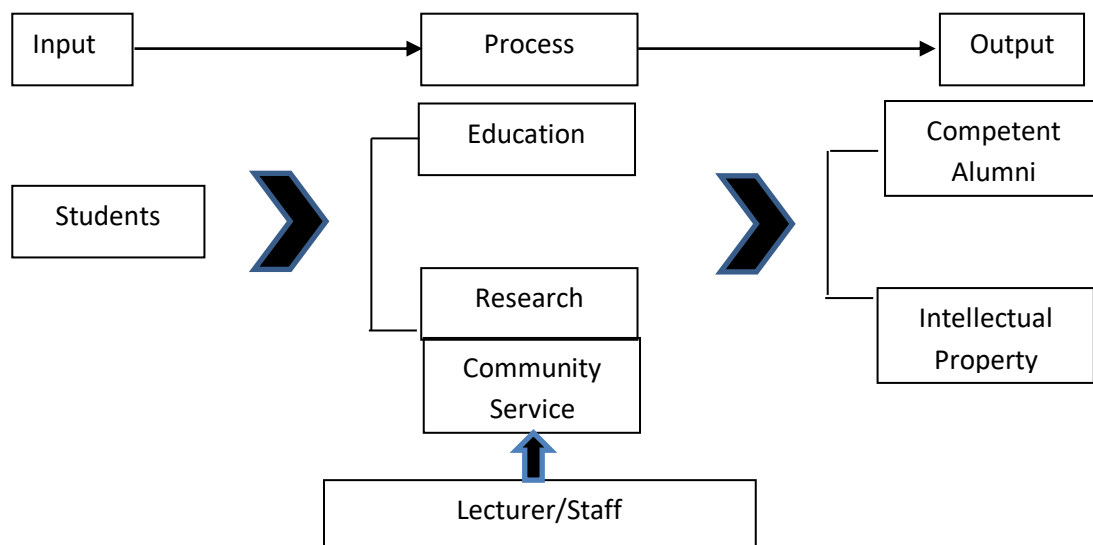 Input
Process
Output
Education
Competent
Alumni
Students
Research
Intellectual
Property
Community
Service
Lecturer/Staff